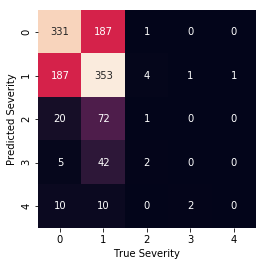 0 331 187 1 0 0
1 187 353 4 1 1
2 20 72 1 0 0
3 5 42 2 0 0
4 10 10 0 2 0
0 1 2 3 4
Predicted Severity
True Severity